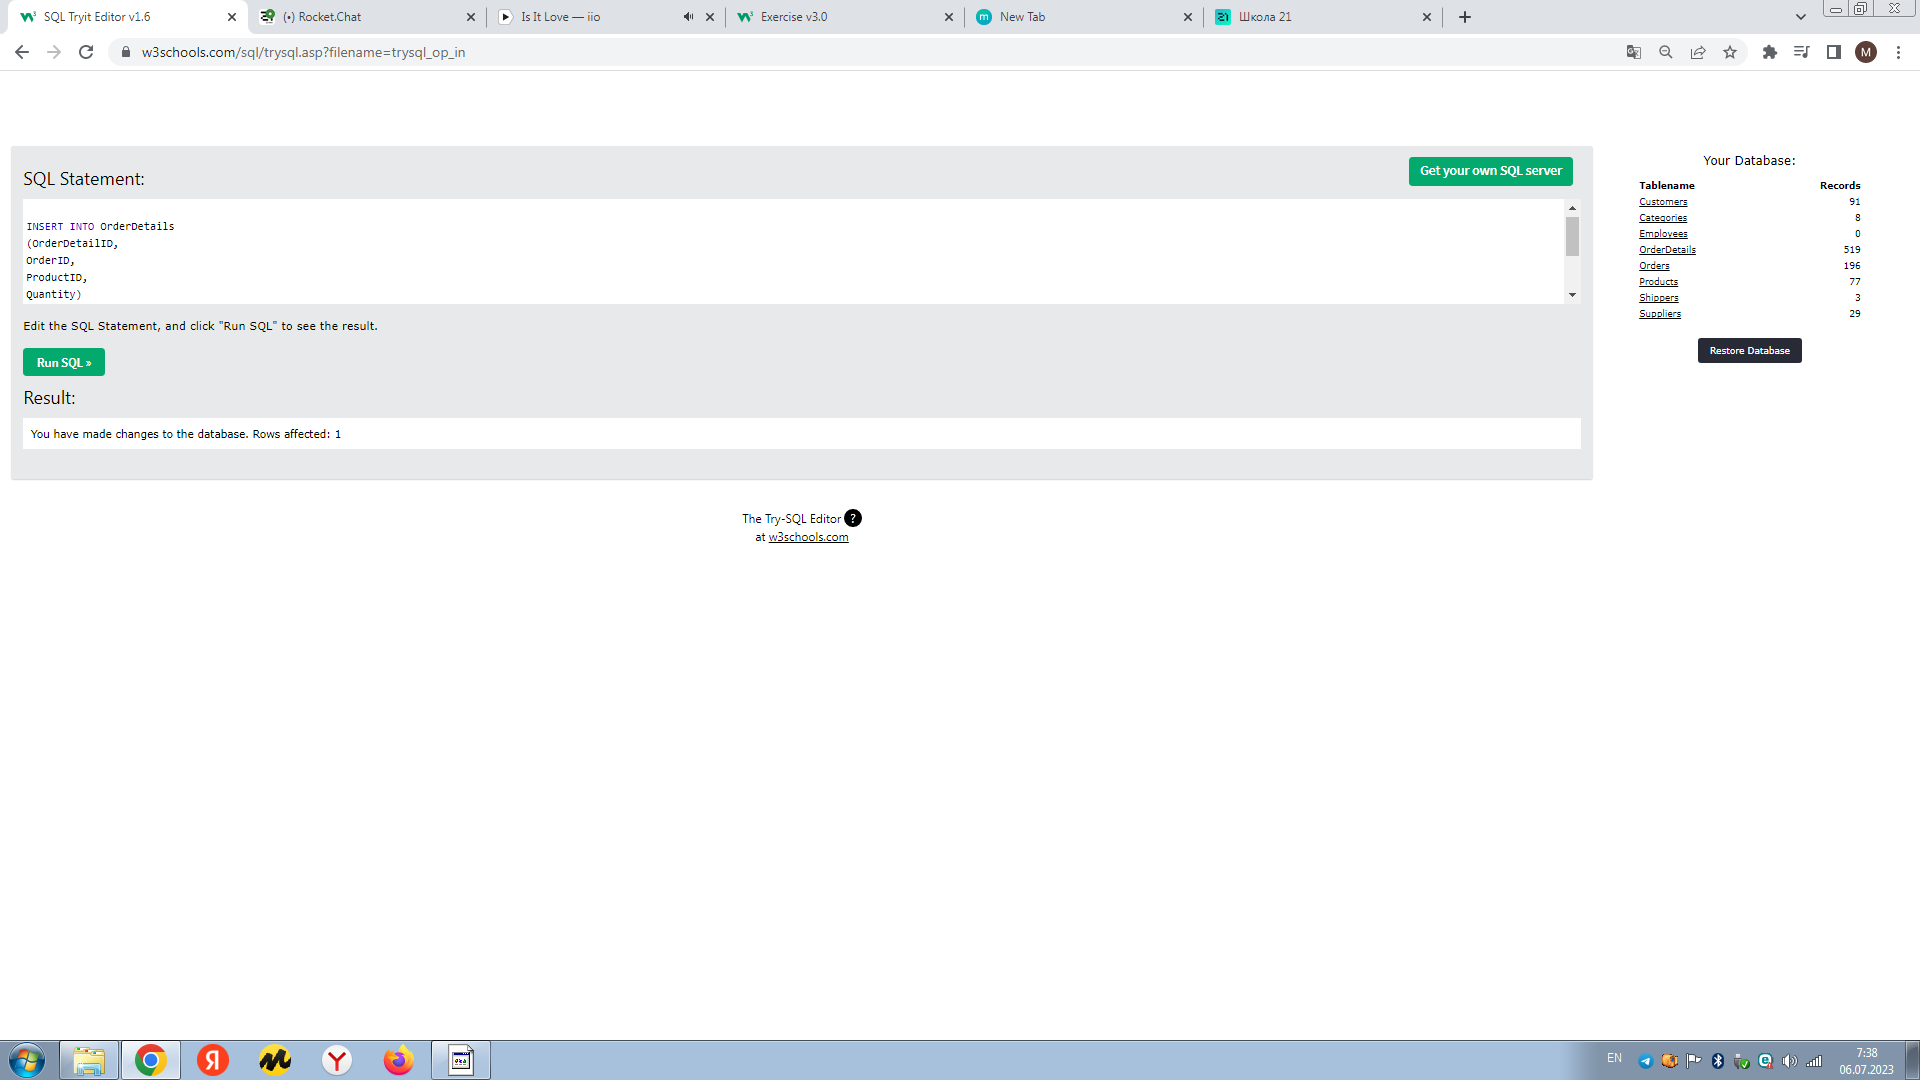 SQL Tryit Editor v1.6
(•) Rocket.Chat
Is It Love — iio
Exercise v3.0
New Tab
Школа 21
w3schools.com/sql/trysql.asp?filename=trysql_op_in
M
SQL Statement:
Get your own SQL server
INSERT INTO OrderDetails
(OrderDetailID,
OrderID,
ProductID,
Quantity)
Edit the SQL Statement, and click "Run SQL" to see the result.
Run SQL »
Result:
You have made changes to the database. Rows affected: 1
The Try-SQL Editor ?
at w3schools.com
Your Database:
Tablename Records
Customers 91
Categories 8
Employees 0
OrderDetails 519
Orders 196
Products 77
Shippers 3
Suppliers 29
Restore Database
EN
7:38
06.07.2023